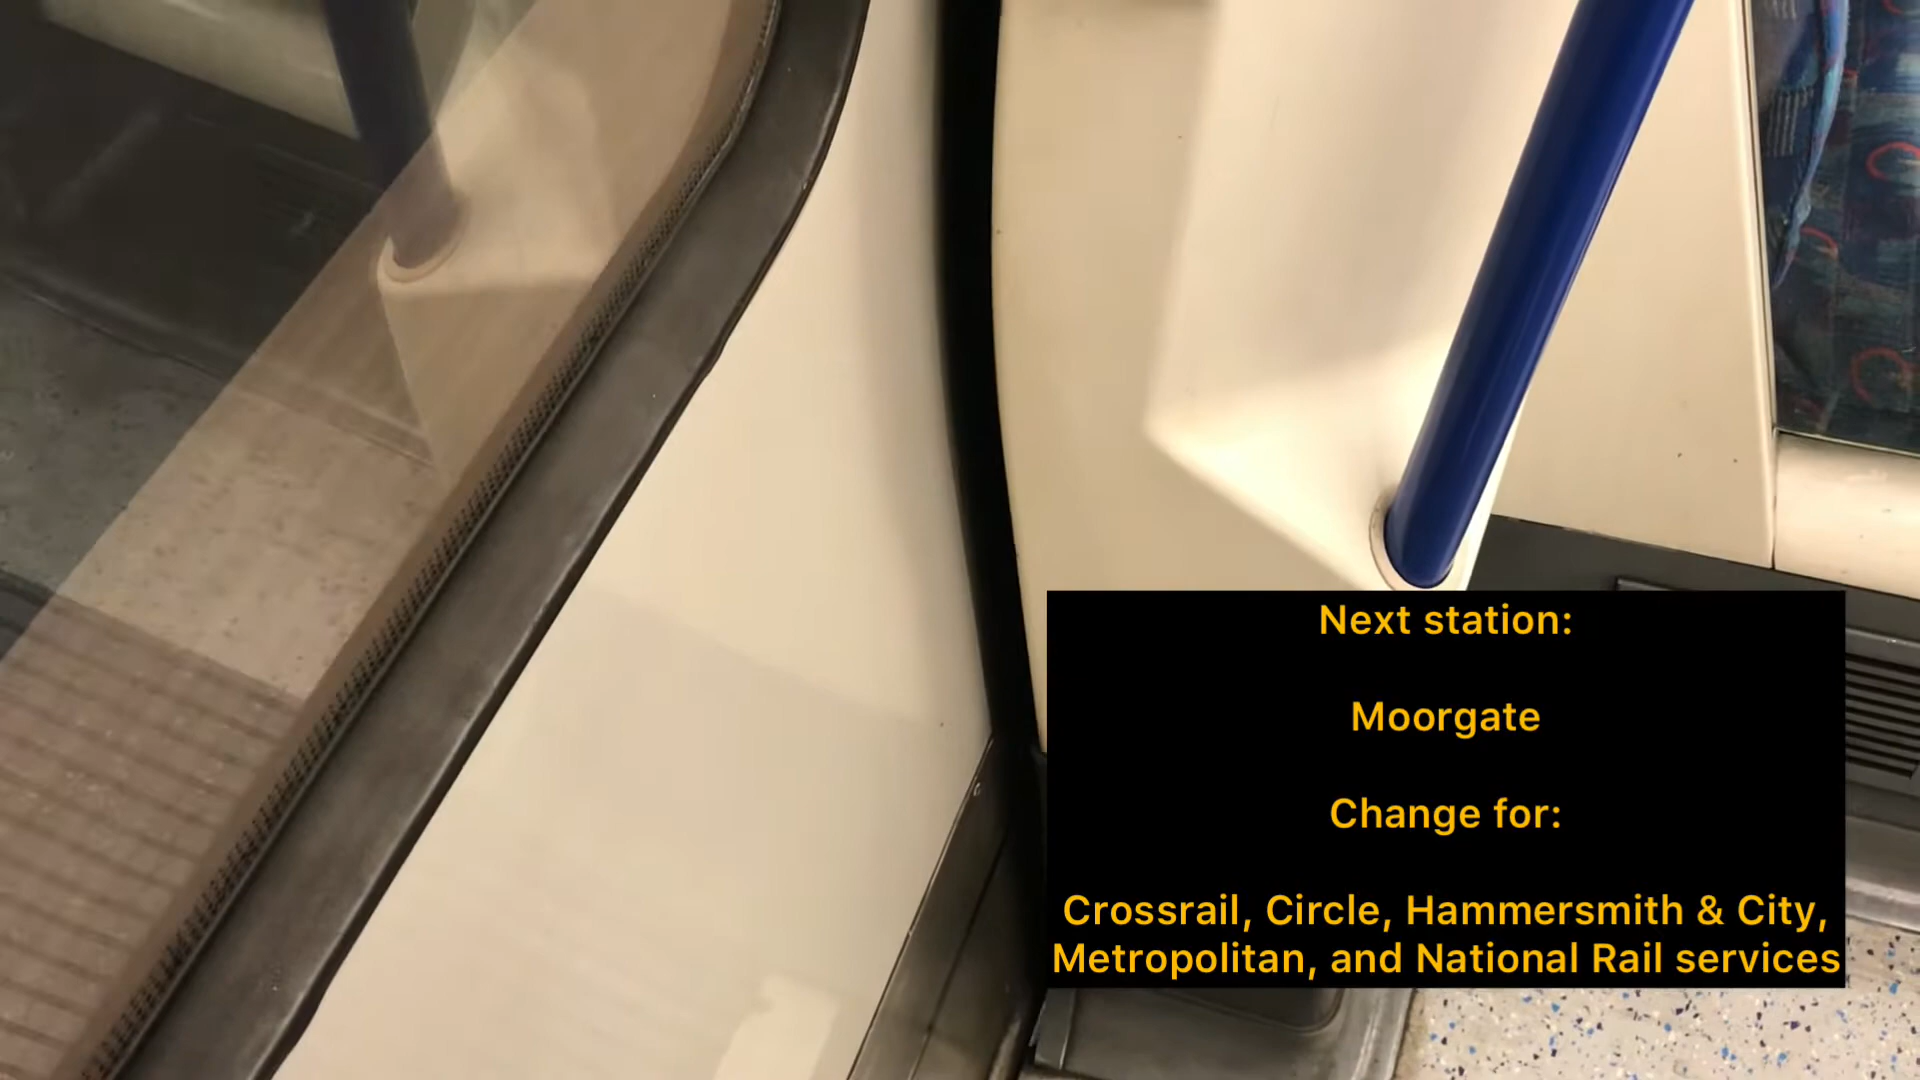 Next station:
Moorgate
Change for:
Crossrail, Circle, Hammersmith & City,
Metropolitan, and National Rail services